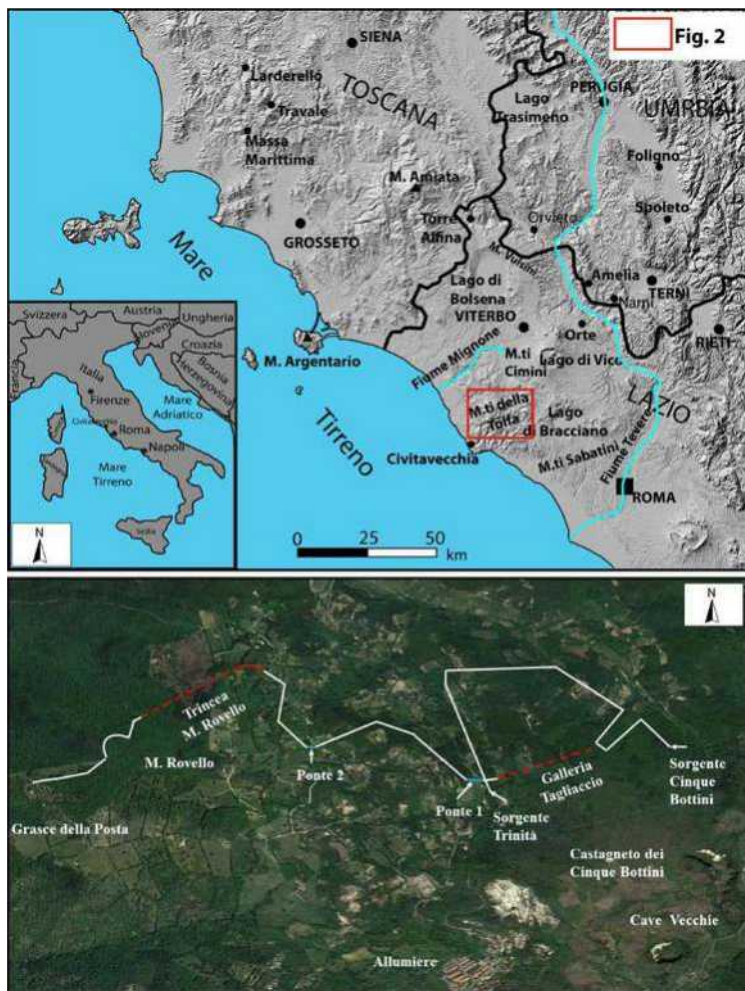 Fig. 2
SIENA
Larderello
TOSCANA
Travale
Massa
Marittima
M. Amiata
GROSSETO
Lago
Trasimeno
PERUGIA
UMRBIA
Foligno
Spoleto
Torre
Alfina
Orvieto
M. Vulsini
Amelia
Narni
TERNI
RIETI
Lago di
Bolsena
VITERBO
Orte
M.ti
Cimini
Lago di Vico
Fiume Mignone
M.ti della
Tolfa
Lago
di Bracciano
LAZIO
M.ti Sabatini
Fiume Tevere
ROMA
Civitavecchia
M. Argentario
Mare
Tirreno
0 25 50
km
Svizzera
Austria
Ungheria
Slovenia
Croazia
Bosnia
Herzegovina
Francia
Italia
Firenze
Mare
Adriatico
Civitavecchia
Roma
Napoli
Mare
Tirreno
N
N
Trincea
M. Rovello
M. Rovello
Grasce della Posta
Ponte 2
Ponte 1
Sorgente
Trinità
Galleria
Tagliaccio
Sorgente
Cinque
Bottini
Castagneto dei
Cinque Bottini
Cave Vecchie
Allumiere